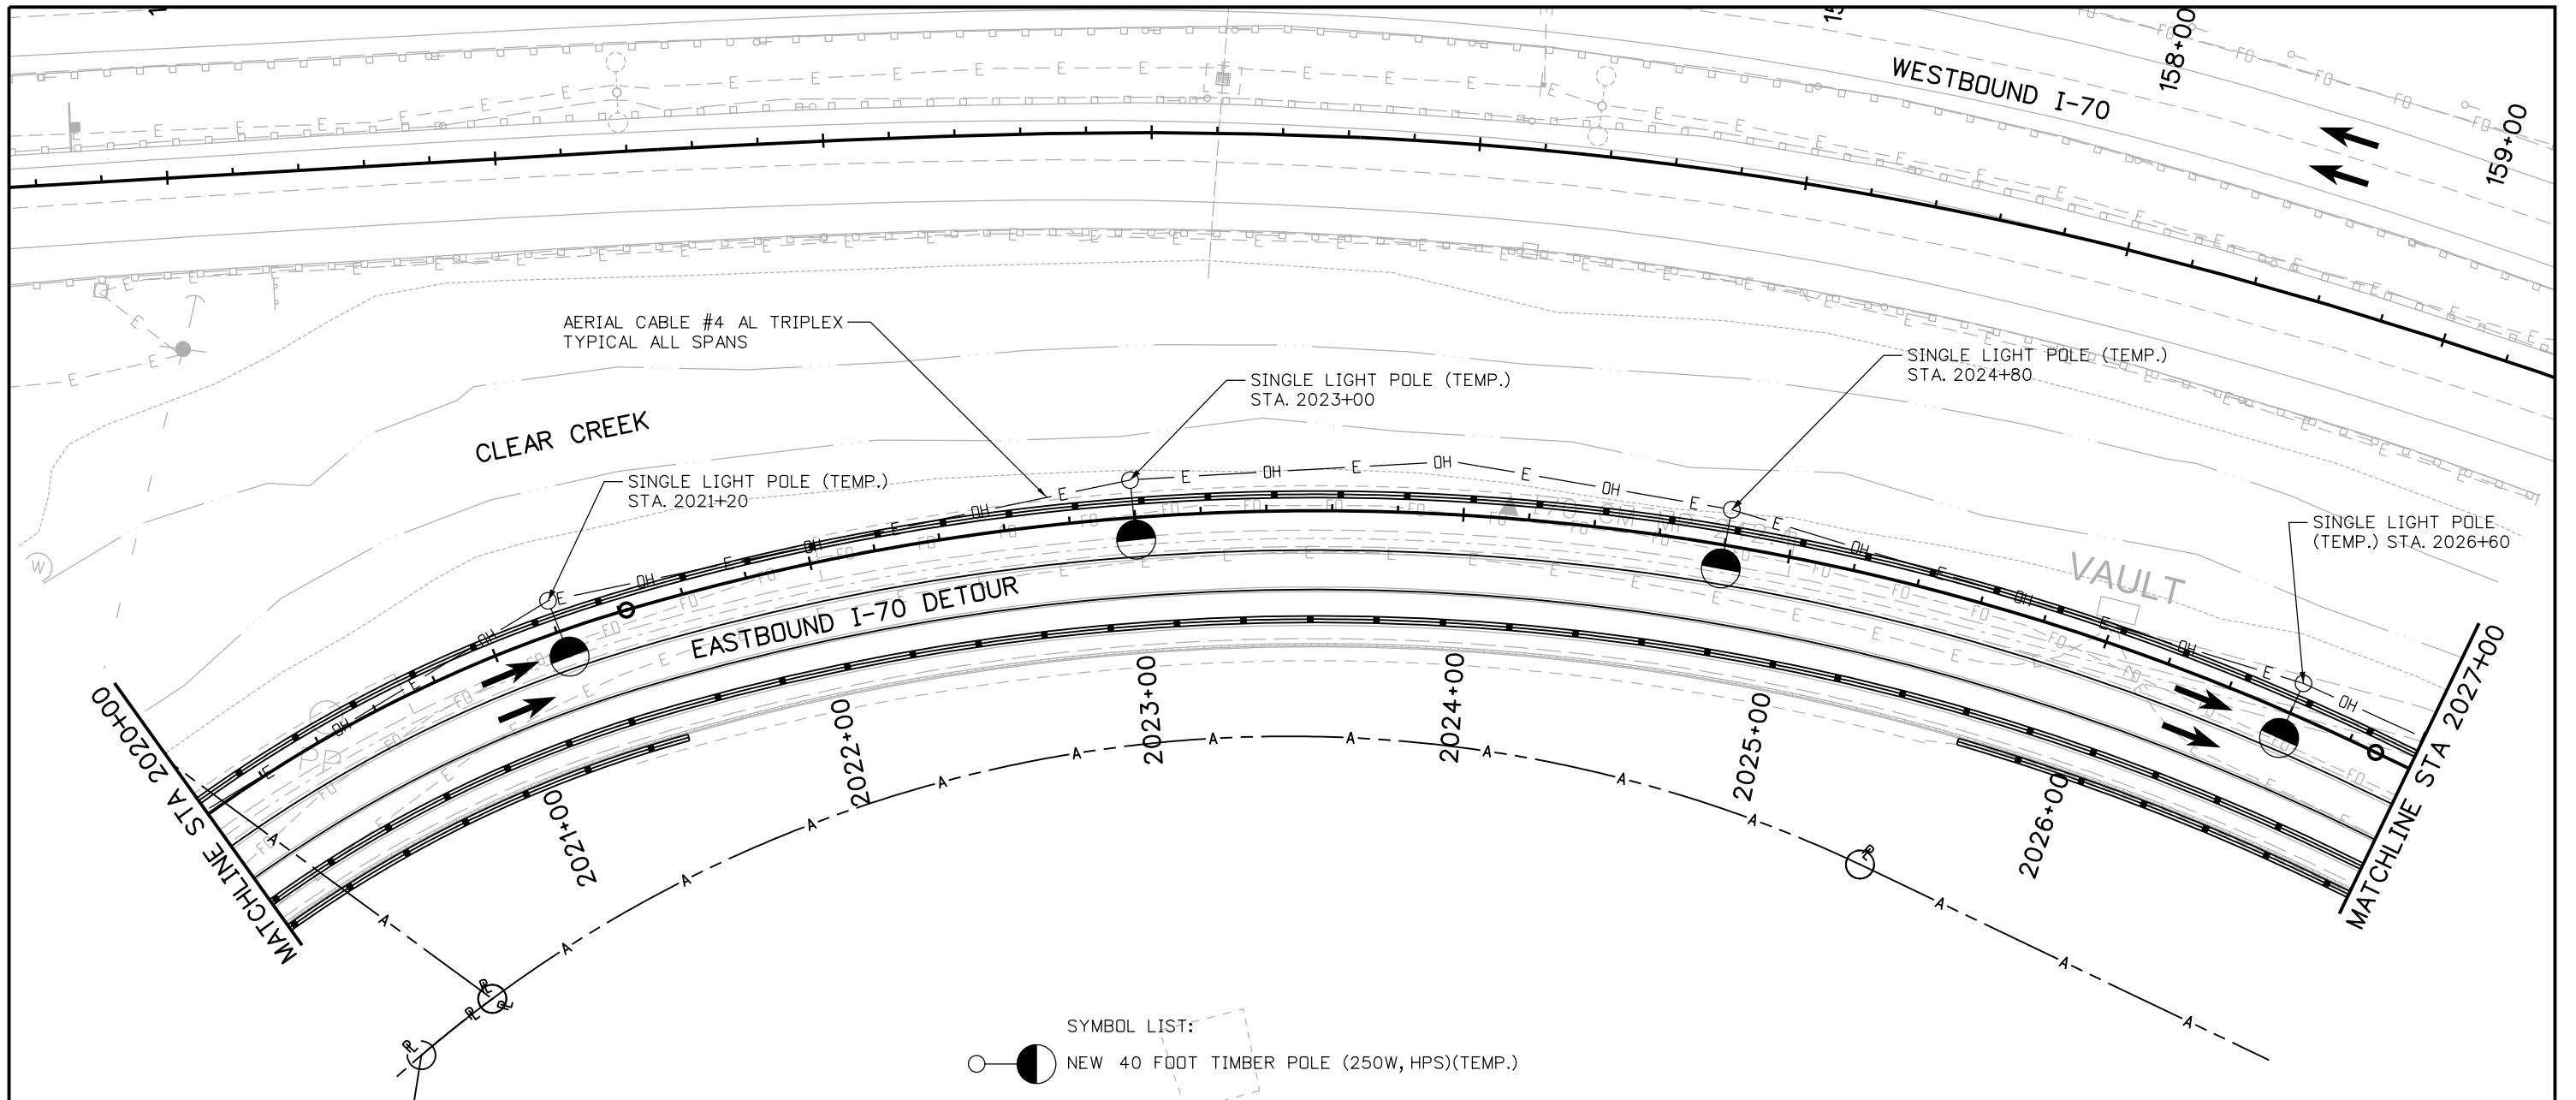 WESTBOUND I-70
158+00
159+00
AERIAL CABLE #4 AL TRIPLEX
TYPICAL ALL SPANS
SINGLE LIGHT POLE (TEMP.)
STA. 2023+00
SINGLE LIGHT POLE (TEMP.)
STA. 2024+80
CLEAR CREEK
SINGLE LIGHT POLE (TEMP.)
STA. 2021+20
SINGLE LIGHT POLE
(TEMP.) STA. 2026+60
VAULT
EASTBOUND I-70 DETOUR
MATCHLINE STA 2020+00
2021+00
2022+00
2023+00
2024+00
2025+00
2026+00
MATCHLINE STA 2027+00
SYMBOL LIST:
NEW 40 FOOT TIMBER POLE (250W, HPS)(TEMP.)